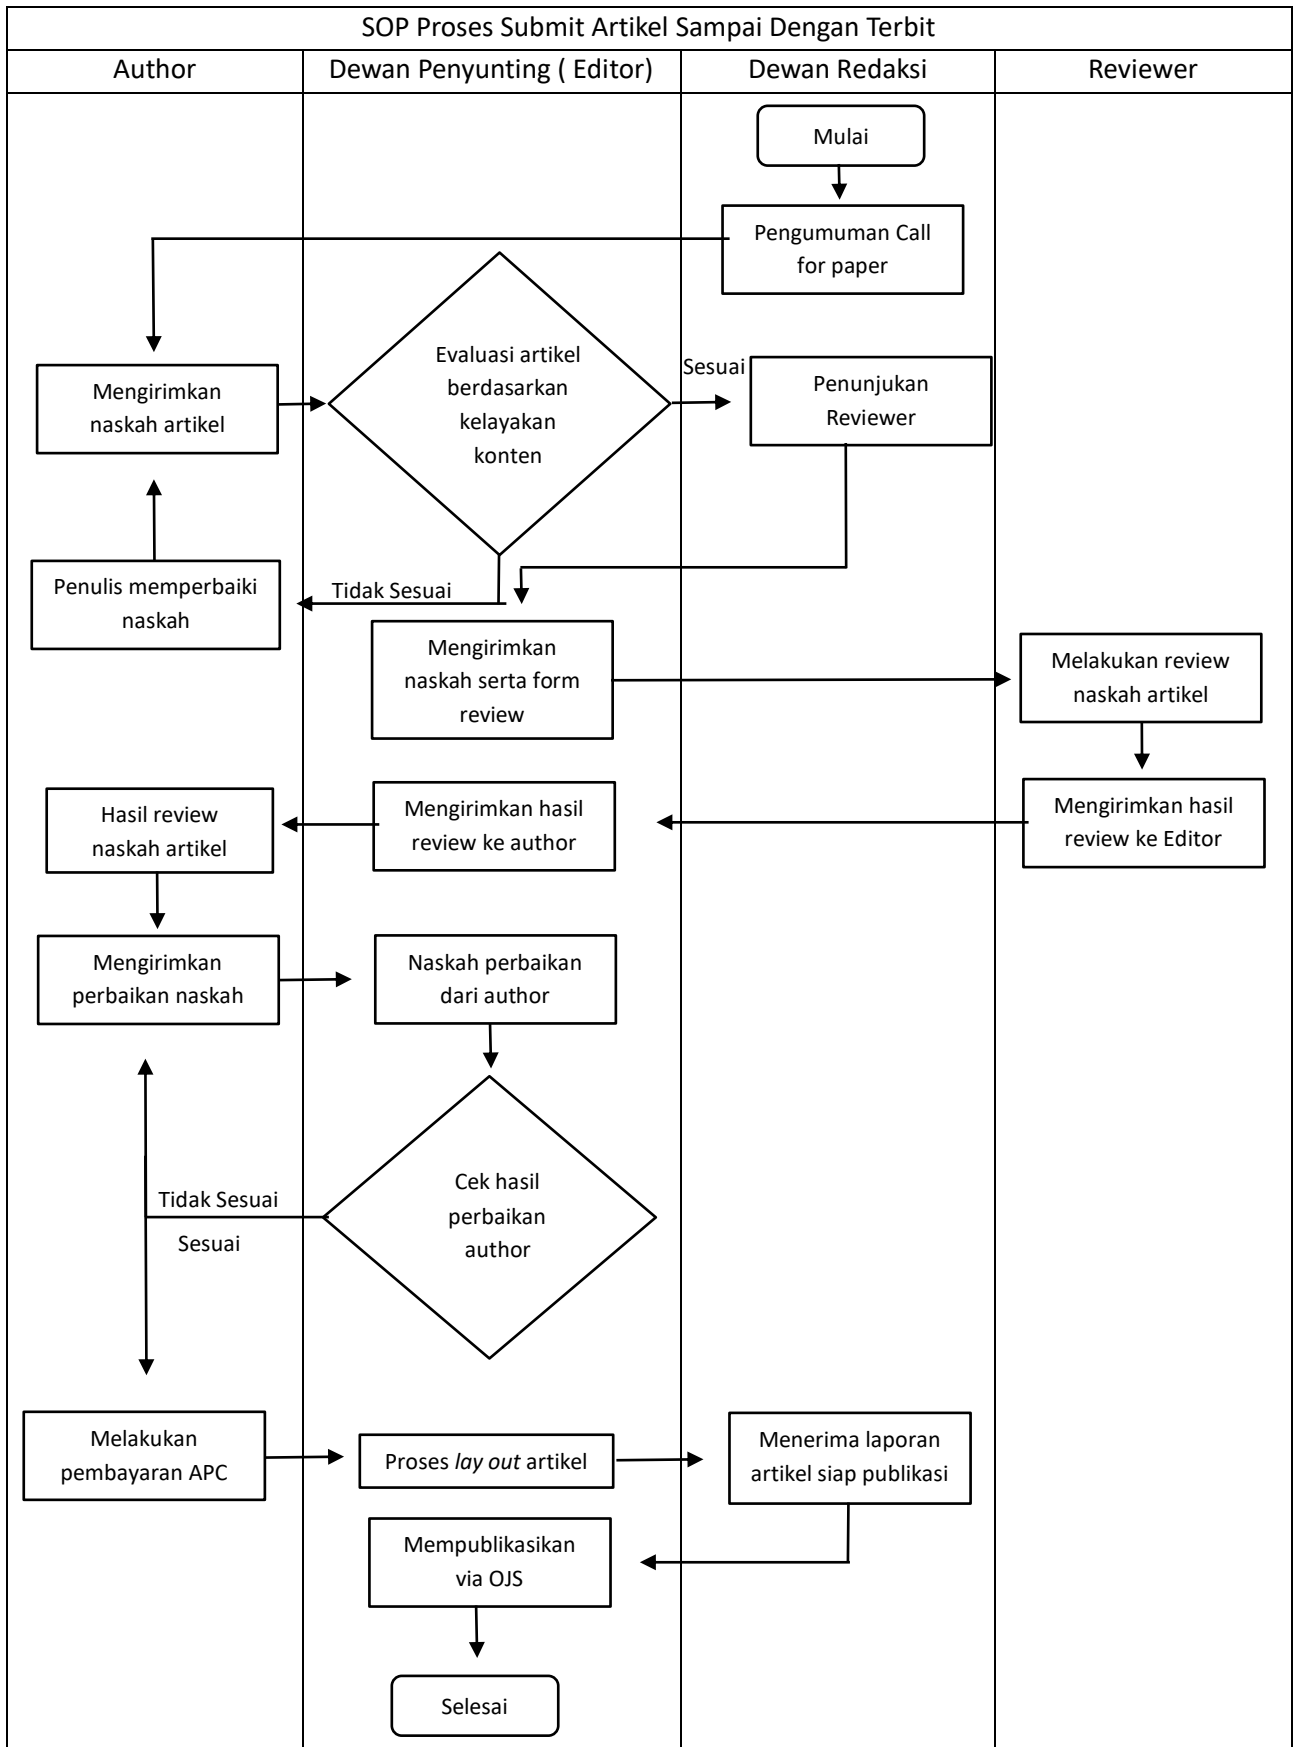 SOP Proses Submit Artikel Sampai Dengan Terbit
Author
Dewan Penyunting ( Editor)
Dewan Redaksi
Reviewer
Mulai
Pengumuman Call
for paper
Mengirimkan
naskah artikel
Evaluasi artikel
berdasarkan
kelayakan
konten
Sesuai
Penunjukan
Reviewer
Penulis memperbaiki
naskah
Tidak Sesuai
Mengirimkan
naskah serta form
review
Melakukan review
naskah artikel
Mengirimkan hasil
review ke Editor
Mengirimkan hasil
review ke author
Hasil review
naskah artikel
Mengirimkan
perbaikan naskah
Naskah perbaikan
dari author
Cek hasil
perbaikan
author
Tidak Sesuai
Sesuai
Melakukan
pembayaran APC
Proses lay out artikel
Menerima laporan
artikel siap publikasi
Mempublikasikan
via OJS
Selesai